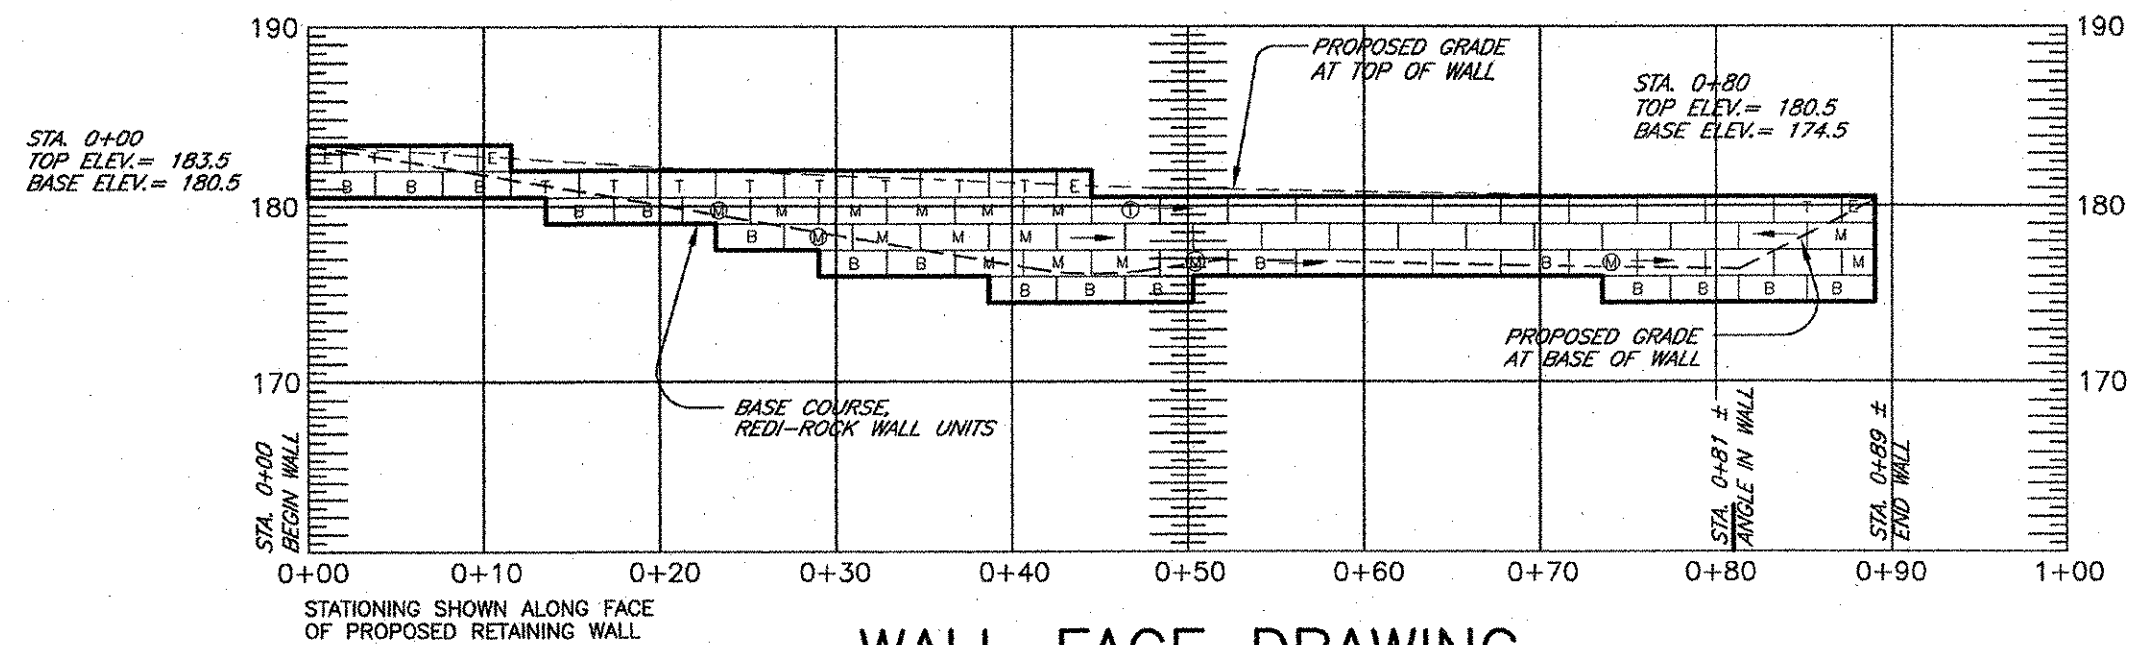 190
190
PROPOSED GRADE
AT TOP OF WALL
STA. 0+80
TOP ELEV.= 180.5
BASE ELEV.= 174.5
STA. 0+00
TOP ELEV.= 183.5
BASE ELEV.= 180.5
E T T E
B B B T T T T T T T T E
180
B B M M M M M M T T E
180
B M M M M M
B B M M M M B B M M
B B B B B B B
PROPOSED GRADE
AT BASE OF WALL
170
170
BASE COURSE,
REDI-ROCK WALL UNITS
STA. 0+00
BEGIN WALL
STA. 0+81 ±
ANGLE IN WALL
STA. 0+89 ±
END WALL
0+00 0+10 0+20 0+30 0+40 0+50 0+60 0+70 0+80 0+90 1+00
STATIONING SHOWN ALONG FACE
OF PROPOSED RETAINING WALL
WALL FACE DRAWING